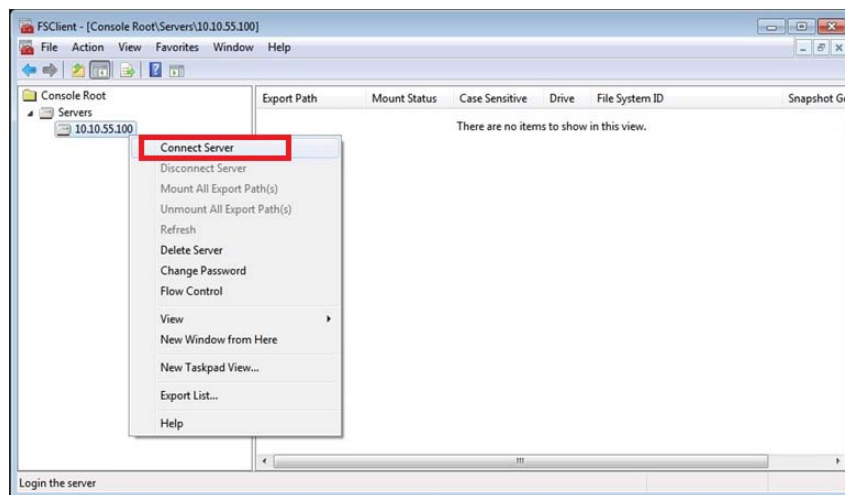 FSClient - [Console Root\Servers\10.10.55.100]
File Action View Favorites Window Help
Console Root
Servers
10.10.55.100
Export Path Mount Status Case Sensitive Drive File System ID Snapshot G
There are no items to show in this view.
Connect Server
Disconnect Server
Mount All Export Path(s)
Unmount All Export Path(s)
Refresh
Delete Server
Change Password
Flow Control
View
New Window from Here
New Taskpad View...
Export List...
Help
Login the server